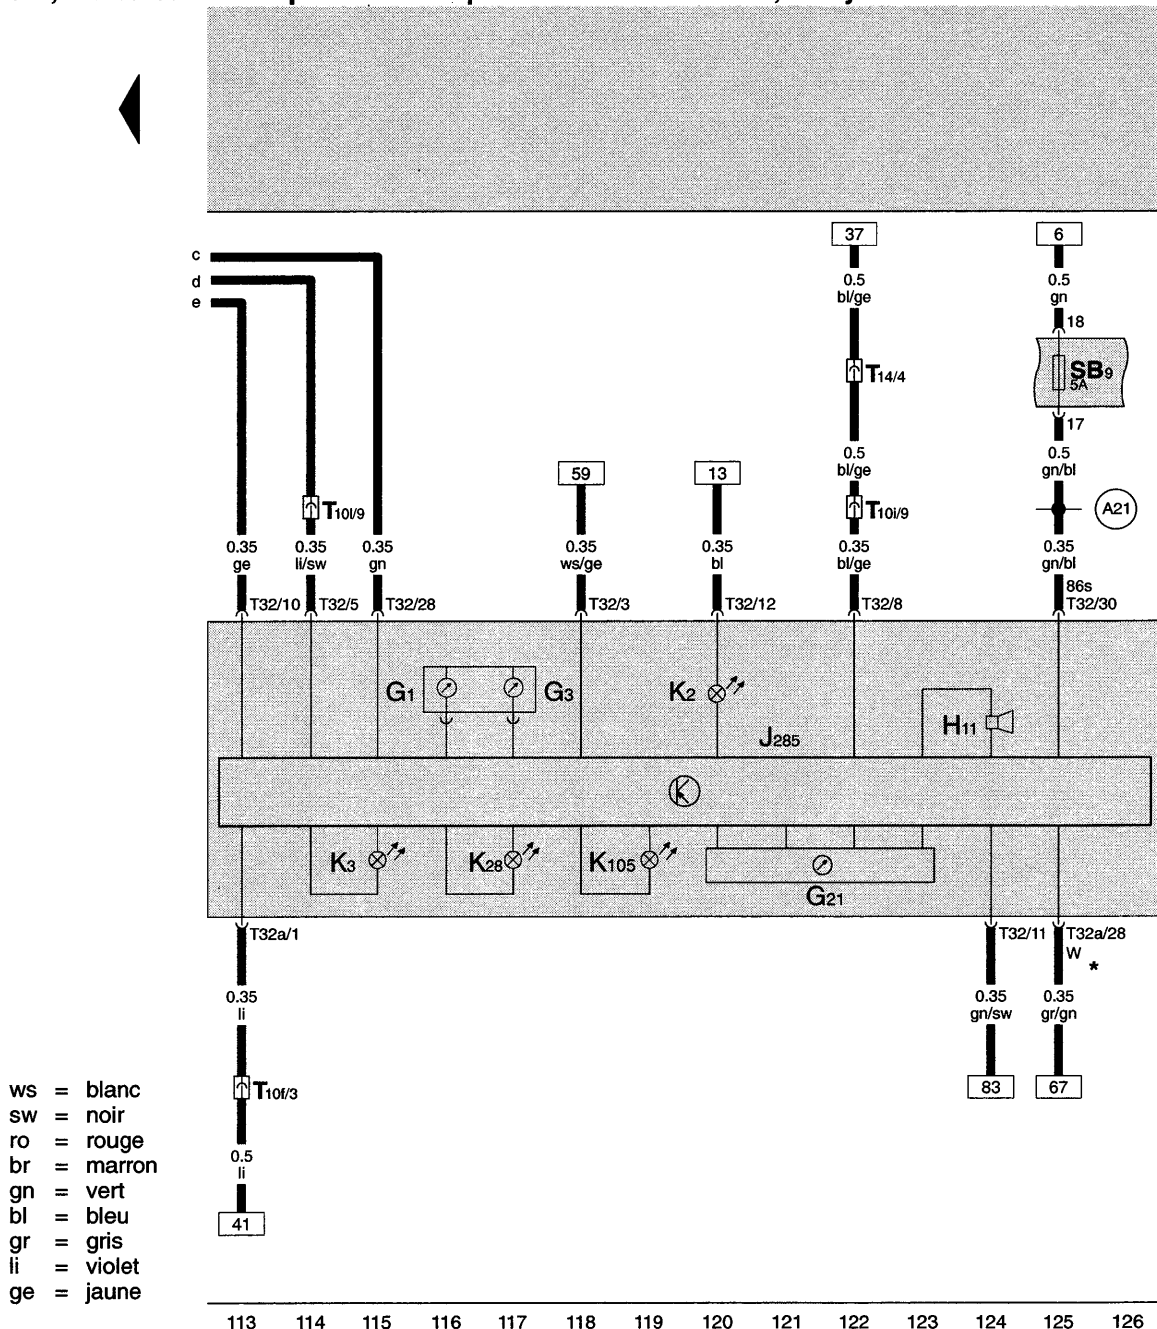 c
d
e
37
6
0.5
bl/ge
0.5
gn
18
T14/4
SB9
5A
17
0.5
bl/ge
0.5
gn/bl
59
13
T10l/9
T10i/9
A21
0.35
ge
0.35
li/sw
0.35
gn
0.35
ws/ge
0.35
bl
0.35
bl/ge
0.35
gn/bl
86s
T32/10
T32/5
T32/28
T32/3
T32/12
T32/8
T32/30
G1
G3
K2
H11
J285
K3
K28
K105
G21
T32a/1
T32/11
T32a/28
W
*
0.35
li
0.35
gn/sw
0.35
gr/gn
T10f/3
83
67
0.5
li
41
ws = blanc
sw = noir
ro = rouge
br = marron
gn = vert
bl = bleu
gr = gris
li = violet
ge = jaune
113 114 115 116 117 118 119 120 121 122 123 124 125 126